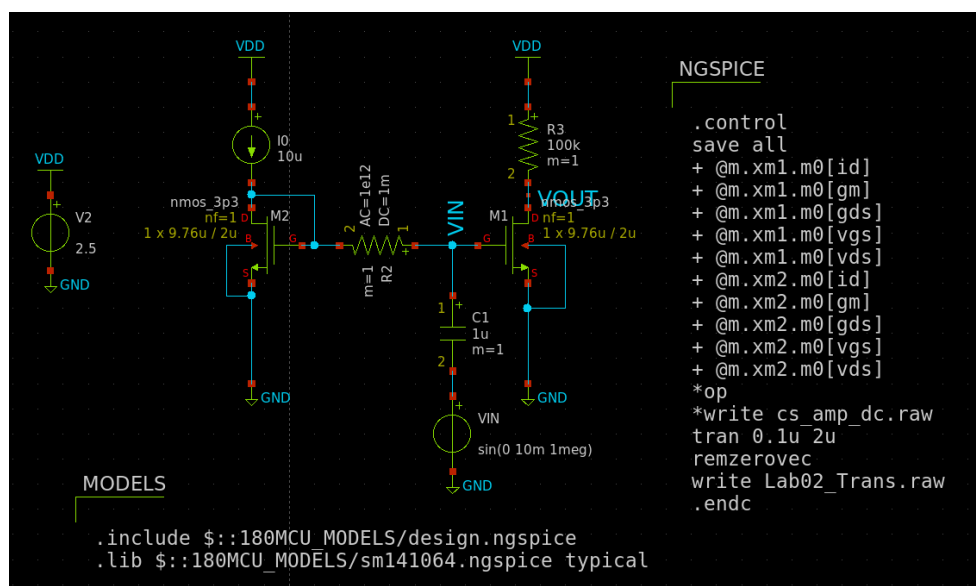 VDD
I0
10u
nmos_3p3
nf=1
1 x 9.76u / 2u
D
B
G
S
M2
GND
VDD
V2
2.5
GND
2
AC=1e12
DC=1m
1
m=1
R2
VIN
1
C1
1u
m=1
2
VIN
sin(0 10m 1meg)
GND
VDD
1
R3
100k
m=1
2
VOUT
M1
nmos_3p3
nf=1
1 x 9.76u / 2u
D
B
G
S
GND
NGSPICE
.control
save all
+ @m.xm1.m0[id]
+ @m.xm1.m0[gm]
+ @m.xm1.m0[gds]
+ @m.xm1.m0[vgs]
+ @m.xm1.m0[vds]
+ @m.xm2.m0[id]
+ @m.xm2.m0[gm]
+ @m.xm2.m0[gds]
+ @m.xm2.m0[vgs]
+ @m.xm2.m0[vds]
*op
*write cs_amp_dc.raw
tran 0.1u 2u
remzerovec
write Lab02_Trans.raw
.endc
MODELS
.include $::180MCU_MODELS/design.ngspice
.lib $::180MCU_MODELS/sm141064.ngspice typical